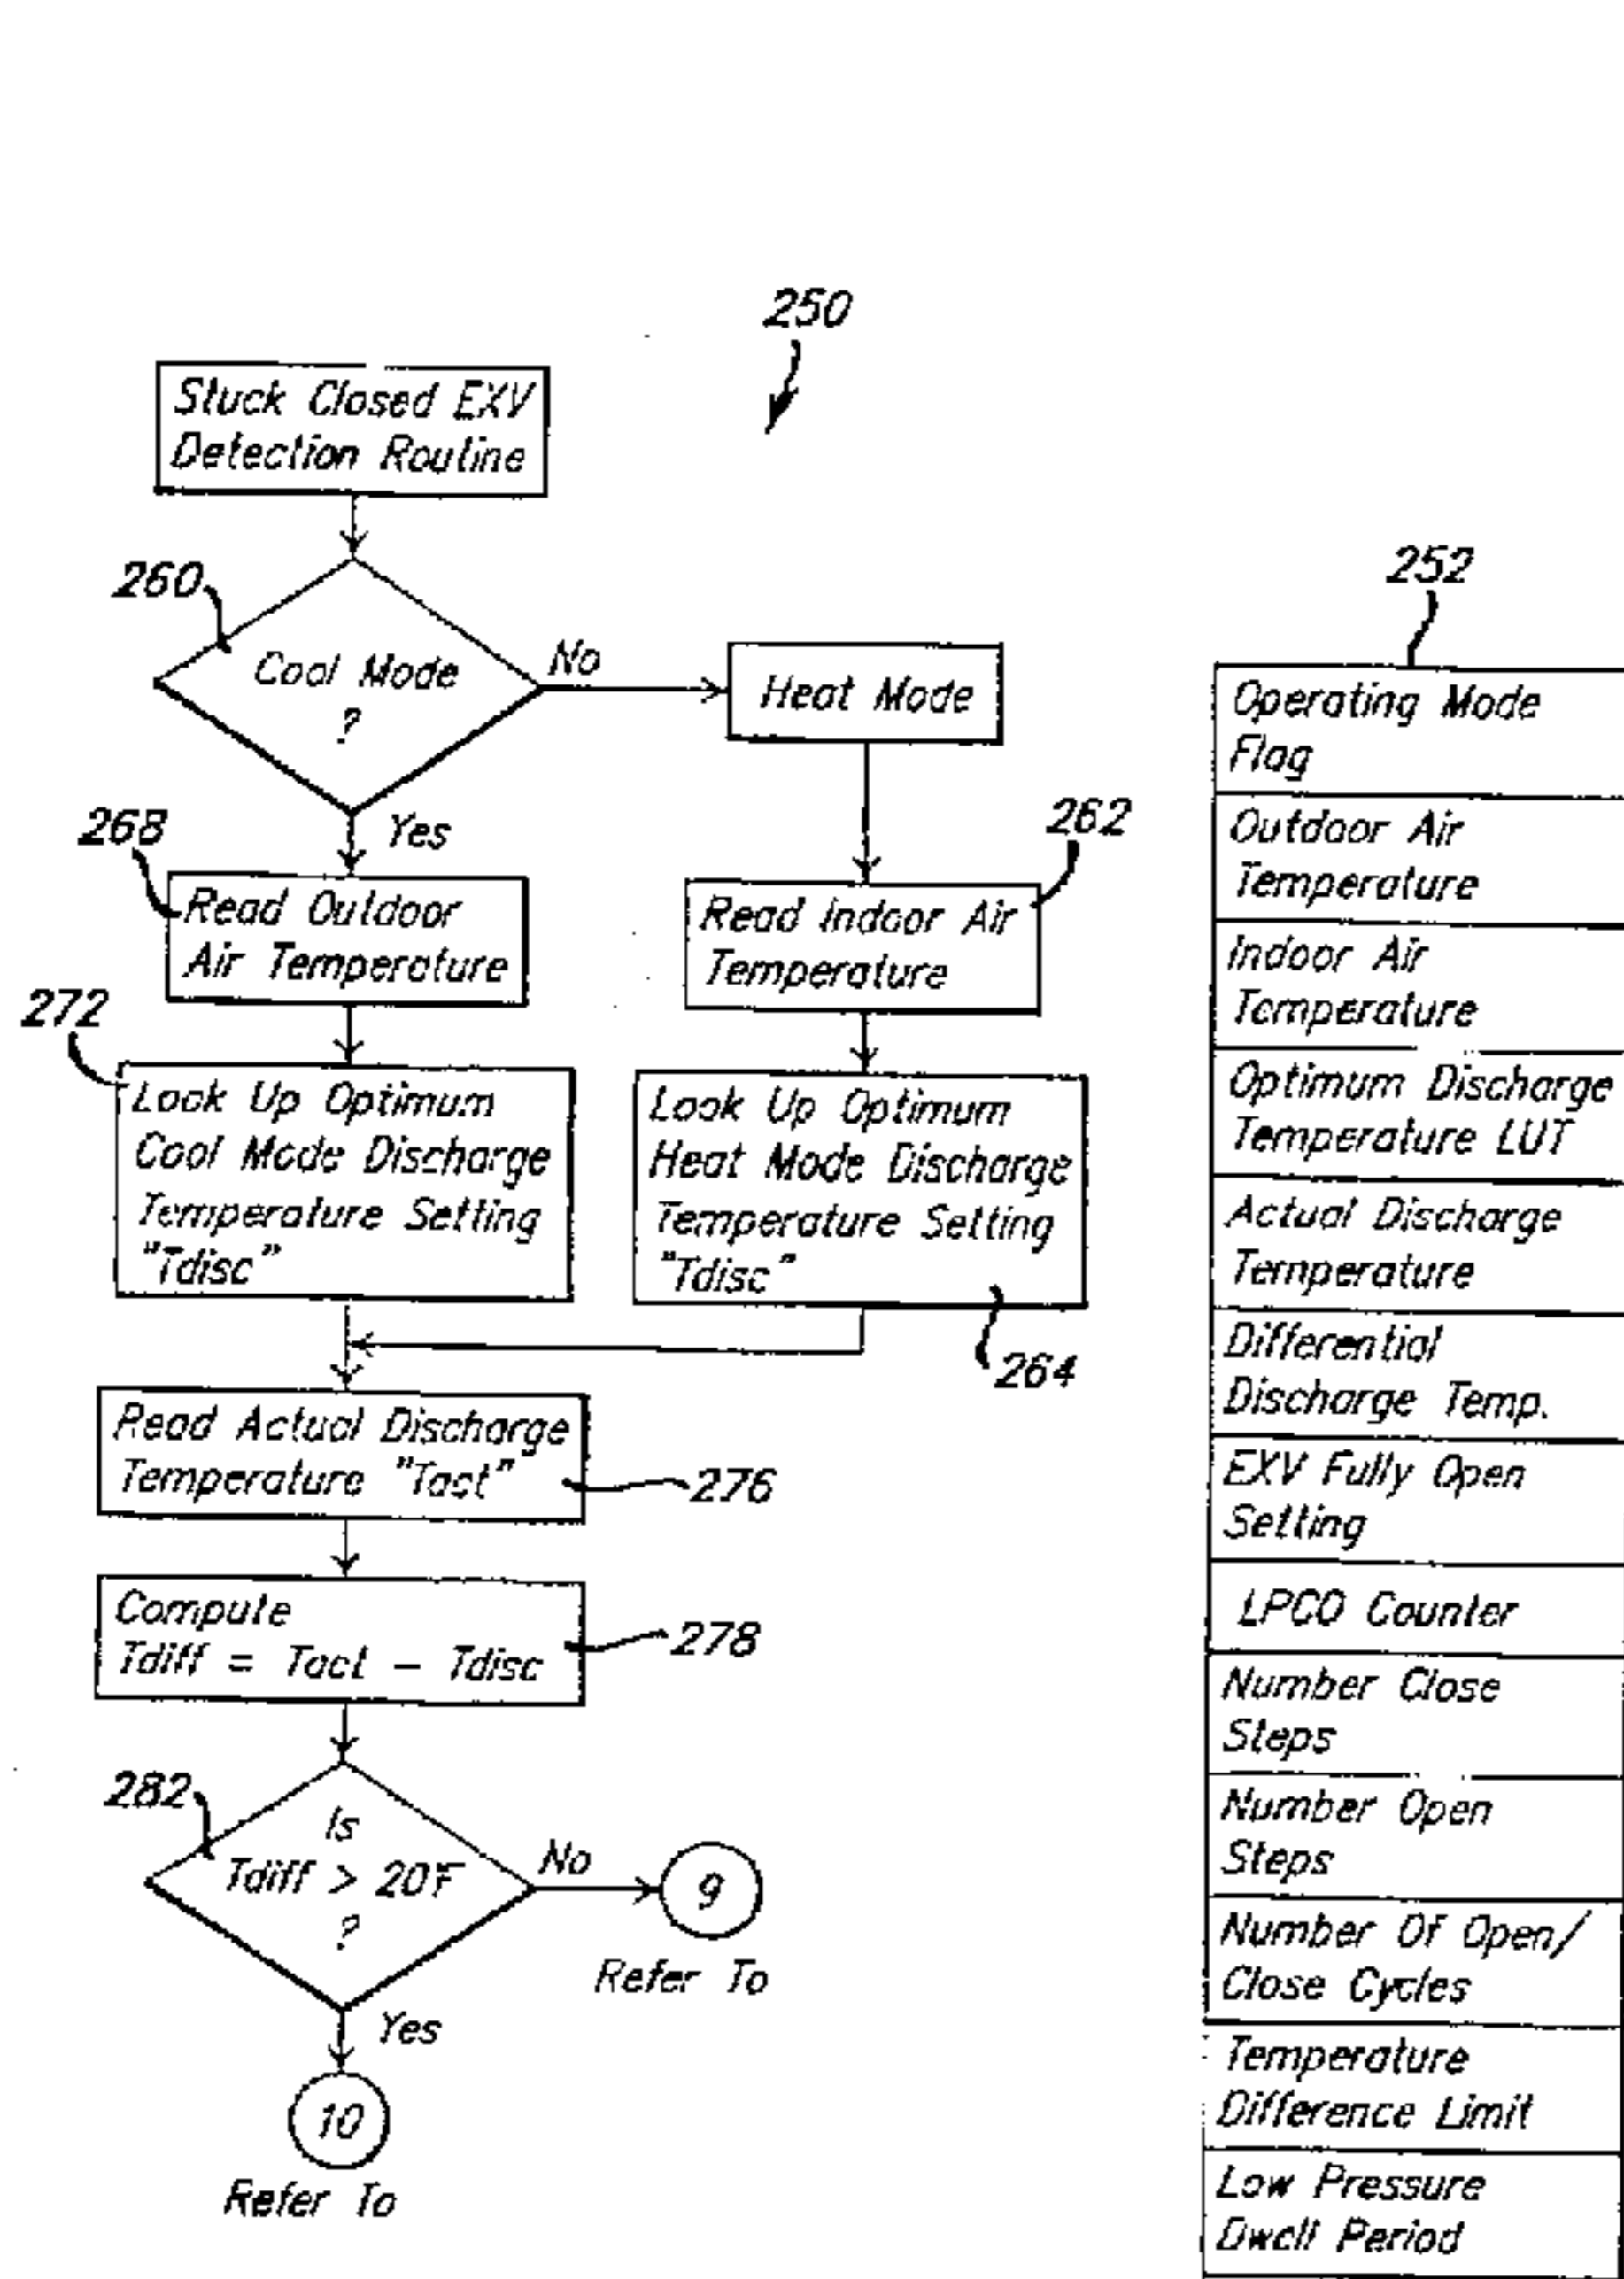 250
Stuck Closed EXV
Detection Routine
260
Cool Mode
?
No
Heat Mode
Yes
268
Read Outdoor
Air Temperature
262
Read Indoor Air
Temperature
272
Look Up Optimum
Cool Mode Discharge
Temperature Setting
"Tdisc"
Look Up Optimum
Heat Mode Discharge
Temperature Setting
"Tdisc"
264
Read Actual Discharge
Temperature "Tact"
276
Compute
Tdiff = Tact – Tdisc
278
282
Is
Tdiff > 20°F
?
No
9
Refer To
Yes
10
Refer To
252
Operating Mode
Flag
Outdoor Air
Temperature
Indoor Air
Temperature
Optimum Discharge
Temperature LUT
Actual Discharge
Temperature
Differential
Discharge Temp.
EXV Fully Open
Setting
LPCO Counter
Number Close
Steps
Number Open
Steps
Number Of Open/
Close Cycles
Temperature
Difference Limit
Low Pressure
Dwell Period